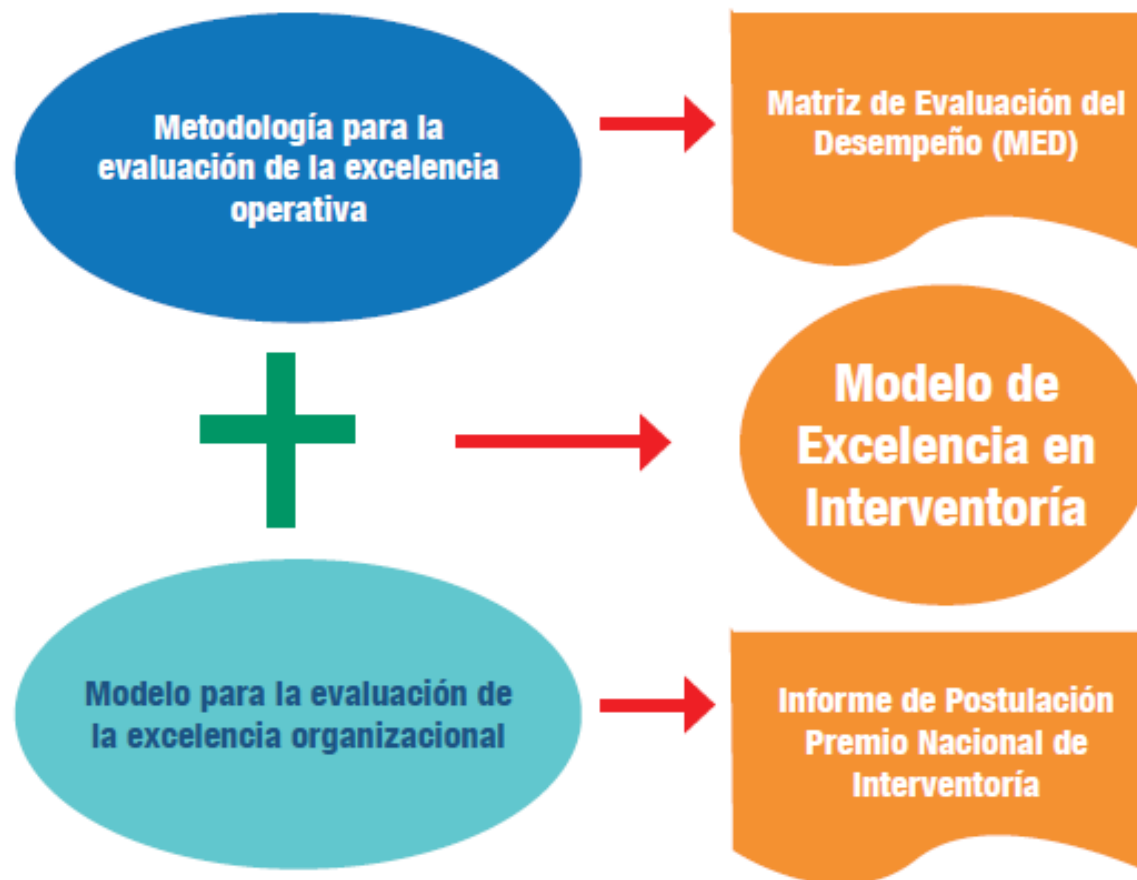 Metodología para la
evaluación de la excelencia
operativa
Matriz de Evaluación del
Desempeño (MED)
Modelo de
Excelencia en
Interventoría
Modelo para la evaluación de
la excelencia organizacional
Informe de Postulación
Premio Nacional de
Interventoría